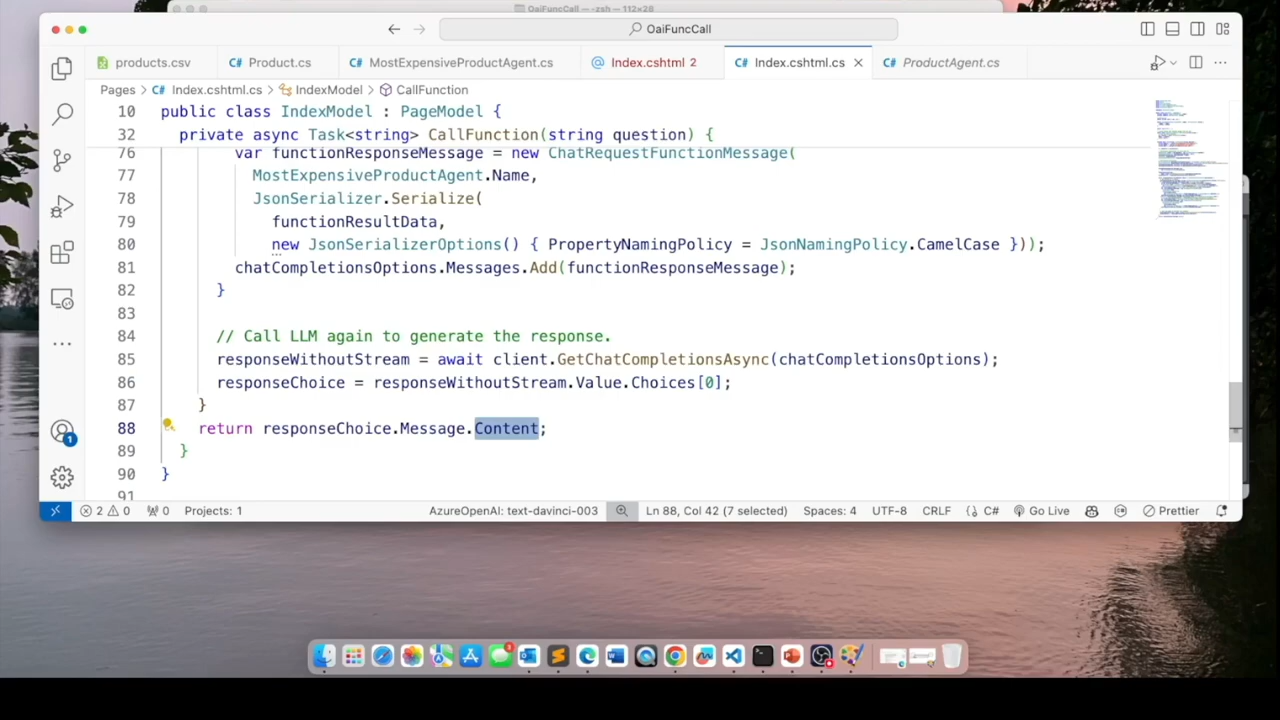 OaiFuncCall — -zsh — 112×28
OaiFuncCall
products.csv
Product.cs
MostExpensiveProductAgent.cs
Index.cshtml 2
Index.cshtml.cs
ProductAgent.cs
Pages > Index.cshtml.cs > IndexModel > CallFunction
10 public class IndexModel : PageModel {
32 private async Task<string> CallFunction(string question) {
76 var functionResponseMessage = new ChatRequestFunctionMessage(
77 MostExpensiveProductAgent.Name,
78 JsonSerializer.Serialize(
79 functionResultData,
80 new JsonSerializerOptions() { PropertyNamingPolicy = JsonNamingPolicy.CamelCase }));
81 chatCompletionsOptions.Messages.Add(functionResponseMessage);
82 }
83
84 // Call LLM again to generate the response.
85 responseWithoutStream = await client.GetChatCompletionsAsync(chatCompletionsOptions);
86 responseChoice = responseWithoutStream.Value.Choices[0];
87 }
88 return responseChoice.Message.Content;
89 }
90 }
91
1
2 0 0 Projects: 1 AzureOpenAI: text-davinci-003 Ln 88, Col 42 (7 selected) Spaces: 4 UTF-8 CRLF C# Go Live Prettier